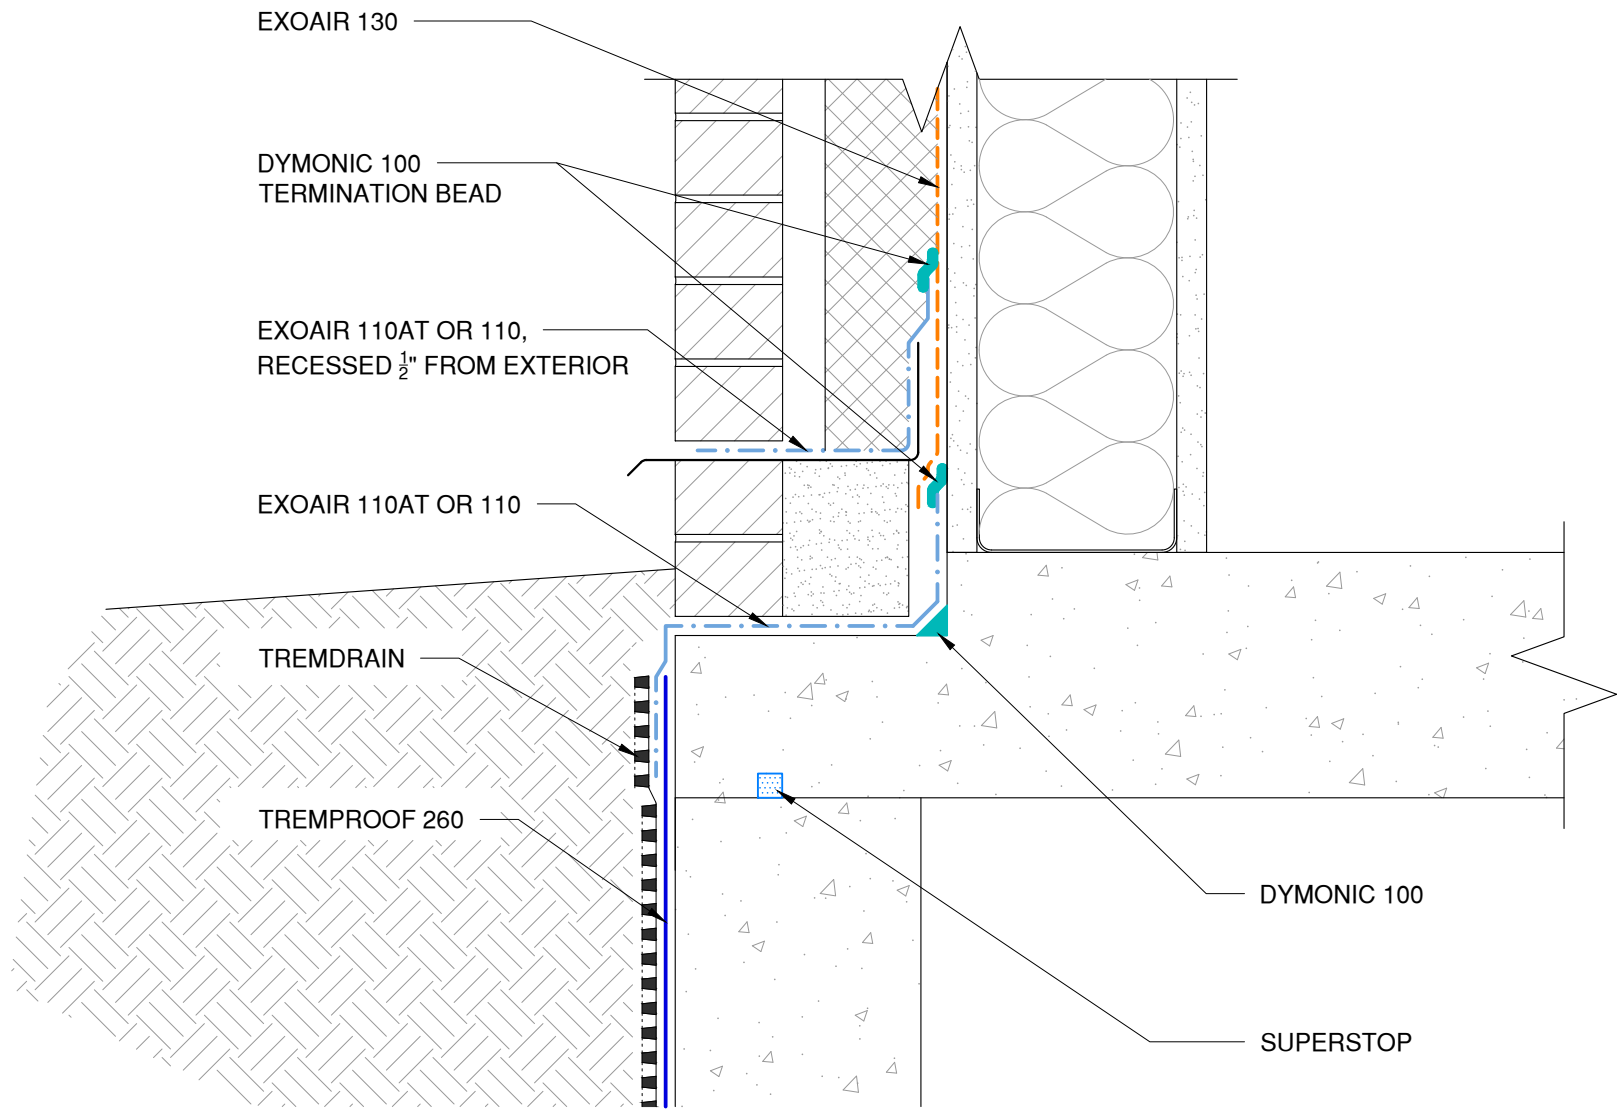 EXOAIR 130
DYMONIC 100
TERMINATION BEAD
EXOAIR 110AT OR 110,
RECESSED 1/2" FROM EXTERIOR
EXOAIR 110AT OR 110
TREMDRAIN
TREMPROOF 260
DYMONIC 100
SUPERSTOP